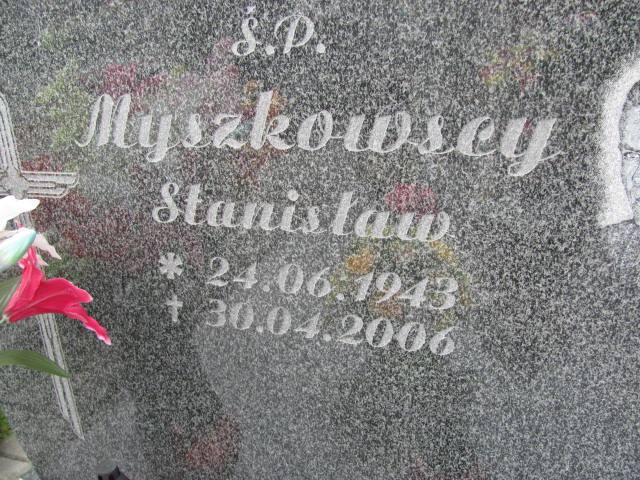 Ś.P.
Myszkowscy
Stanisław
* 24.06.1943
† 30.04.2006